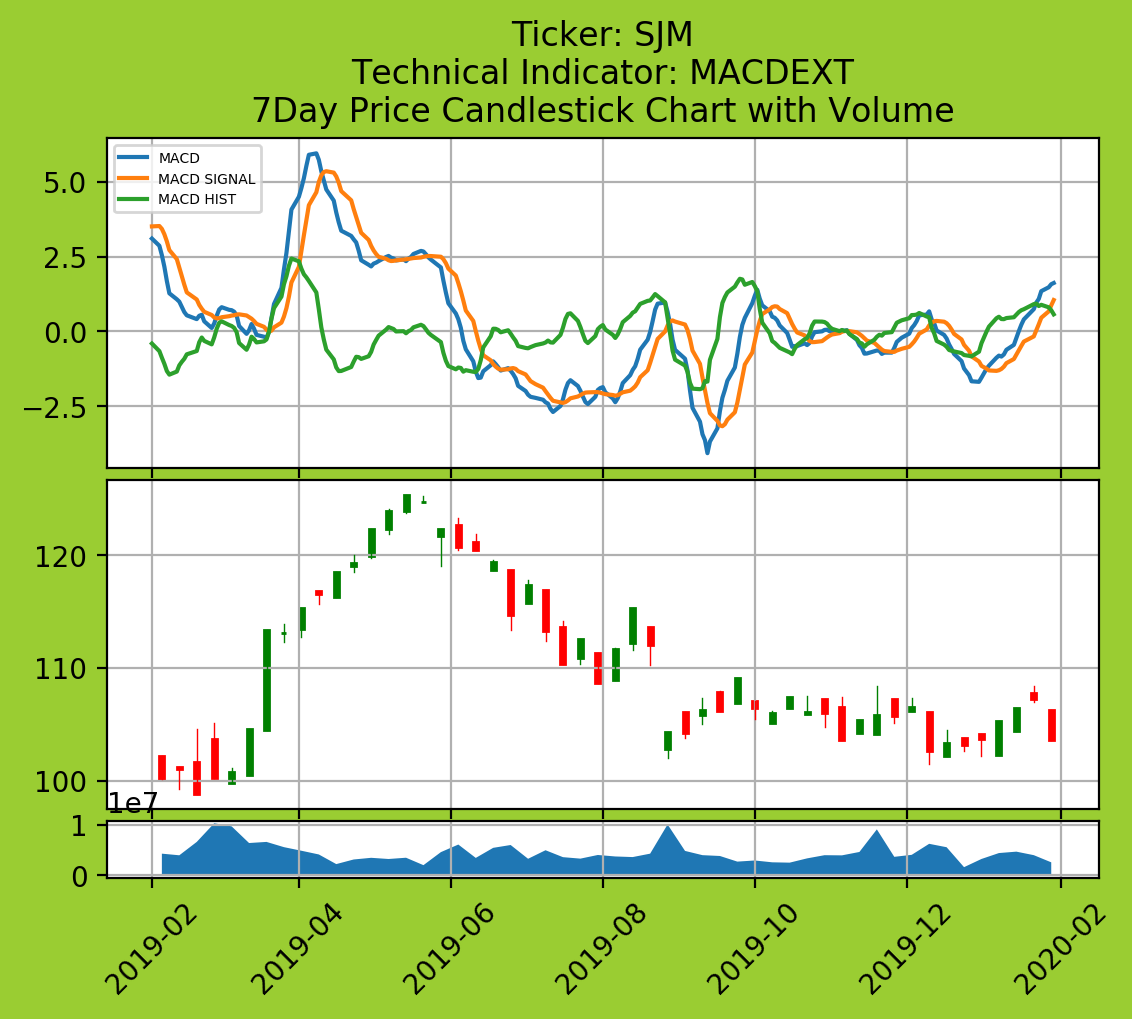 Ticker: SJM
Technical Indicator: MACDEXT
7Day Price Candlestick Chart with Volume
MACD
MACD SIGNAL
MACD HIST
5.0
2.5
0.0
−2.5
120
110
100
1e7
1
0
2019-02
2019-04
2019-06
2019-08
2019-10
2019-12
2020-02